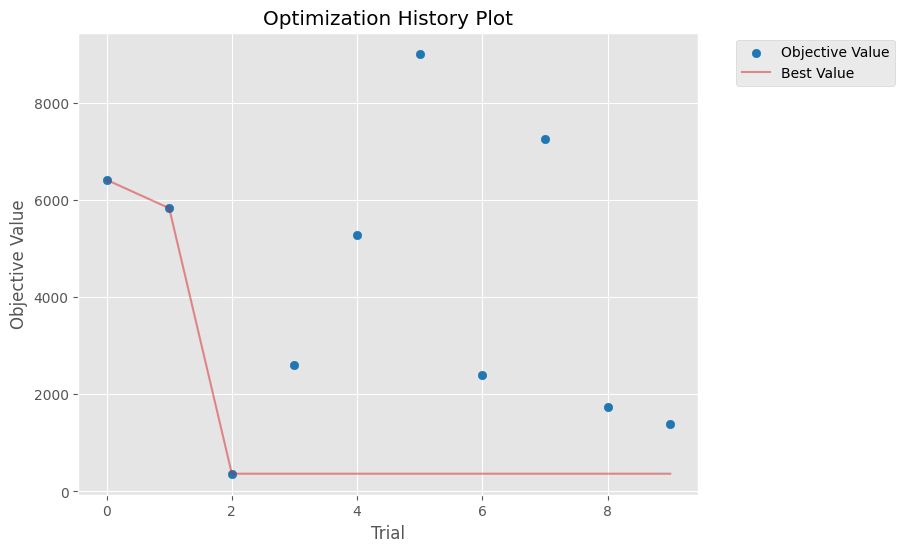 Optimization History Plot
Objective Value
Best Value
Objective Value
8000
6000
4000
2000
0
0 2 4 6 8
Trial